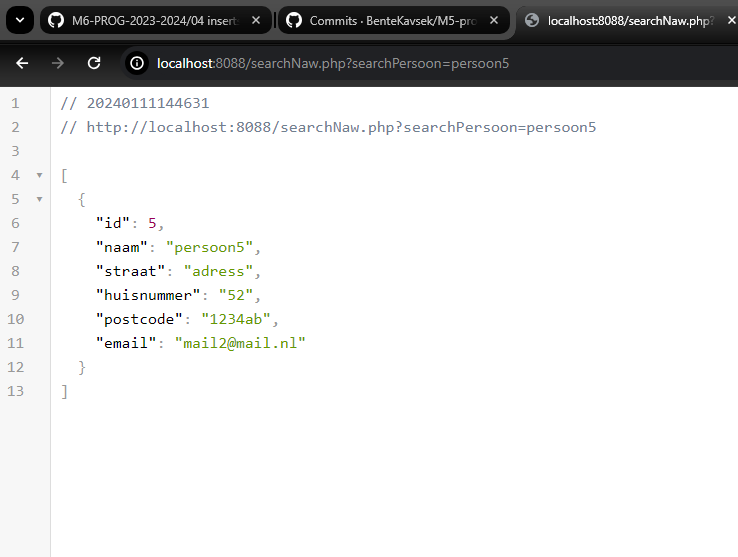 M6-PROG-2023-2024/04 insert
Commits · BenteKavsek/M5-pro
localhost:8088/searchNaw.php?
localhost:8088/searchNaw.php?searchPersoon=persoon5
1 // 20240111144631
2 // http://localhost:8088/searchNaw.php?searchPersoon=persoon5
3
4 [
5 {
6 "id": 5,
7 "naam": "persoon5",
8 "straat": "adress",
9 "huisnummer": "52",
10 "postcode": "1234ab",
11 "email": "mail2@mail.nl"
12 }
13 ]